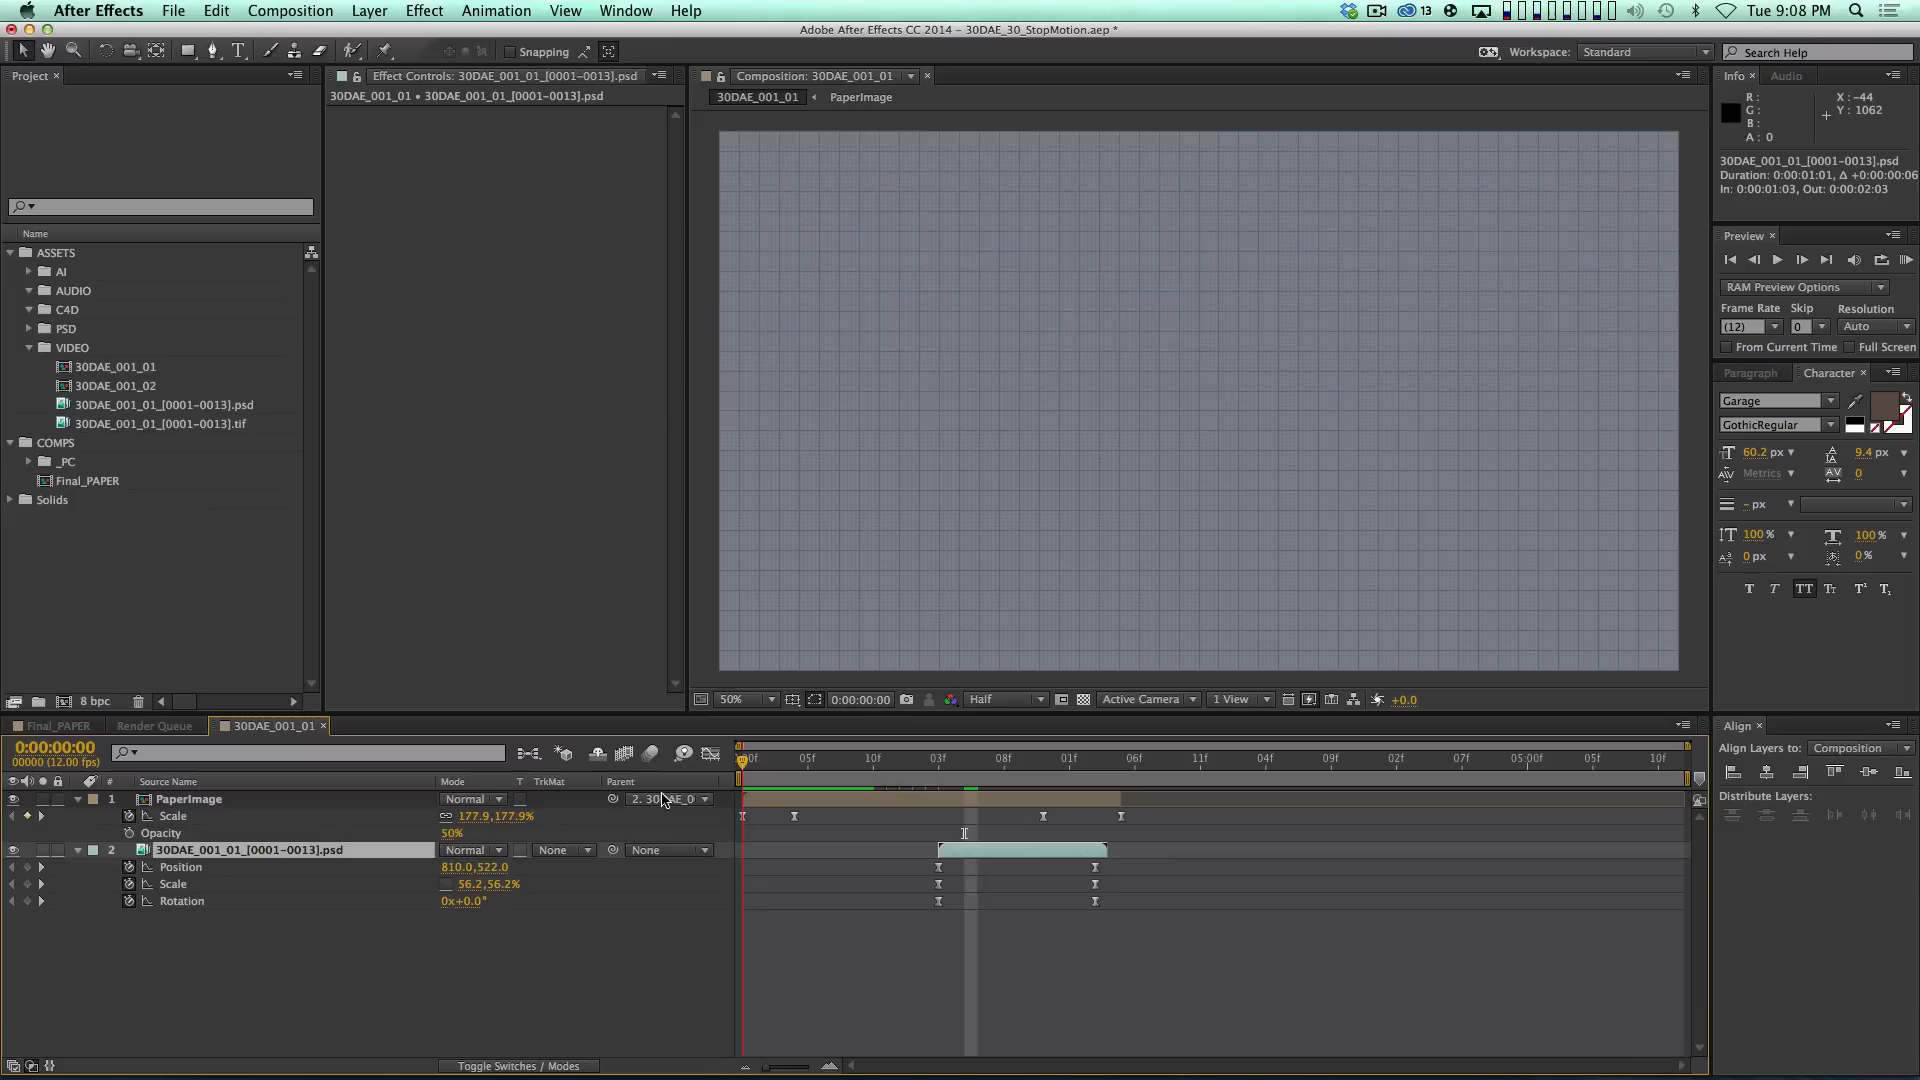 After Effects File Edit Composition Layer Effect Animation View Window Help 13 Tue 9:08 PM
Adobe After Effects CC 2014 - 30DAE_30_StopMotion.aep *
Snapping Workspace: Standard Search Help
Project × Effect Controls: 30DAE_001_01_[0001-0013].psd Composition: 30DAE_001_01 × Info × Audio
30DAE_001_01 • 30DAE_001_01_[0001-0013].psd 30DAE_001_01 PaperImage
R: X: -44
G: Y: 1062
B:
A: 0
30DAE_001_01_[0001-0013].psd
Duration: 0:00:01:01, Δ +0:00:00:06
In: 0:00:01:03, Out: 0:00:02:03
Name
ASSETS
AI
AUDIO
C4D
PSD
VIDEO
30DAE_001_01
30DAE_001_02
30DAE_001_01_[0001-0013].psd
30DAE_001_01_[0001-0013].tif
COMPS
_PC
Final_PAPER
Solids
Preview ×
RAM Preview Options
Frame Rate Skip Resolution
(12) 0 Auto
From Current Time Full Screen
Paragraph Character ×
Garage
GothicRegular
60.2 px 9.4 px
Metrics 0
- px
100 % 100 %
0 px 0 %
T T TT Tt T¹ T₁
8 bpc 50% 0:00:00:00 Half Active Camera 1 View +0.0
Final_PAPER Render Queue 30DAE_001_01 × Align ×
0:00:00:00
00000 (12.00 fps)
Align Layers to: Composition
Distribute Layers:
05f 10f 03f 08f 01f 06f 05:00f 05f 10f
# Source Name Mode T TrkMat Parent
1 PaperImage Normal
Scale 177.9,177.9%
Opacity 50%
2 30DAE_001_01_[0001-0013].psd Normal None None
Position 810.0,522.0
Scale 56.2,56.2%
Rotation 0x+0.0°
Toggle Switches / Modes